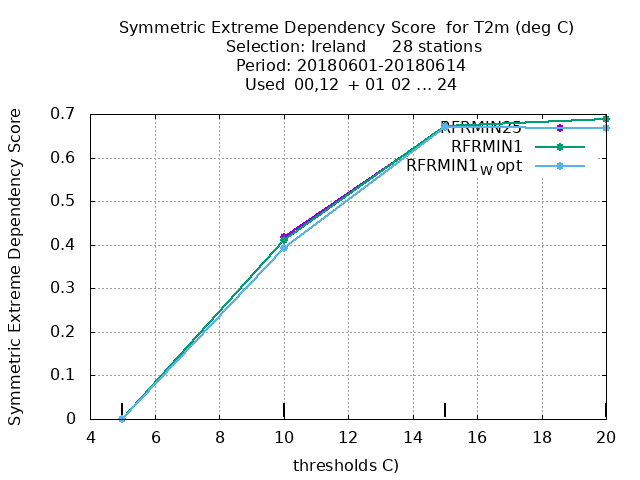 Symmetric Extreme Dependency Score for T2m (deg C)
Selection: Ireland 28 stations
Period: 20180601-20180614
Used 00,12 + 01 02 ... 24
Symmetric Extreme Dependency Score
0.7
0.6
0.5
0.4
0.3
0.2
0.1
0
RFRMIN25
RFRMIN1
RFRMIN1W opt
4 6 8 10 12 14 16 18 20
thresholds C)